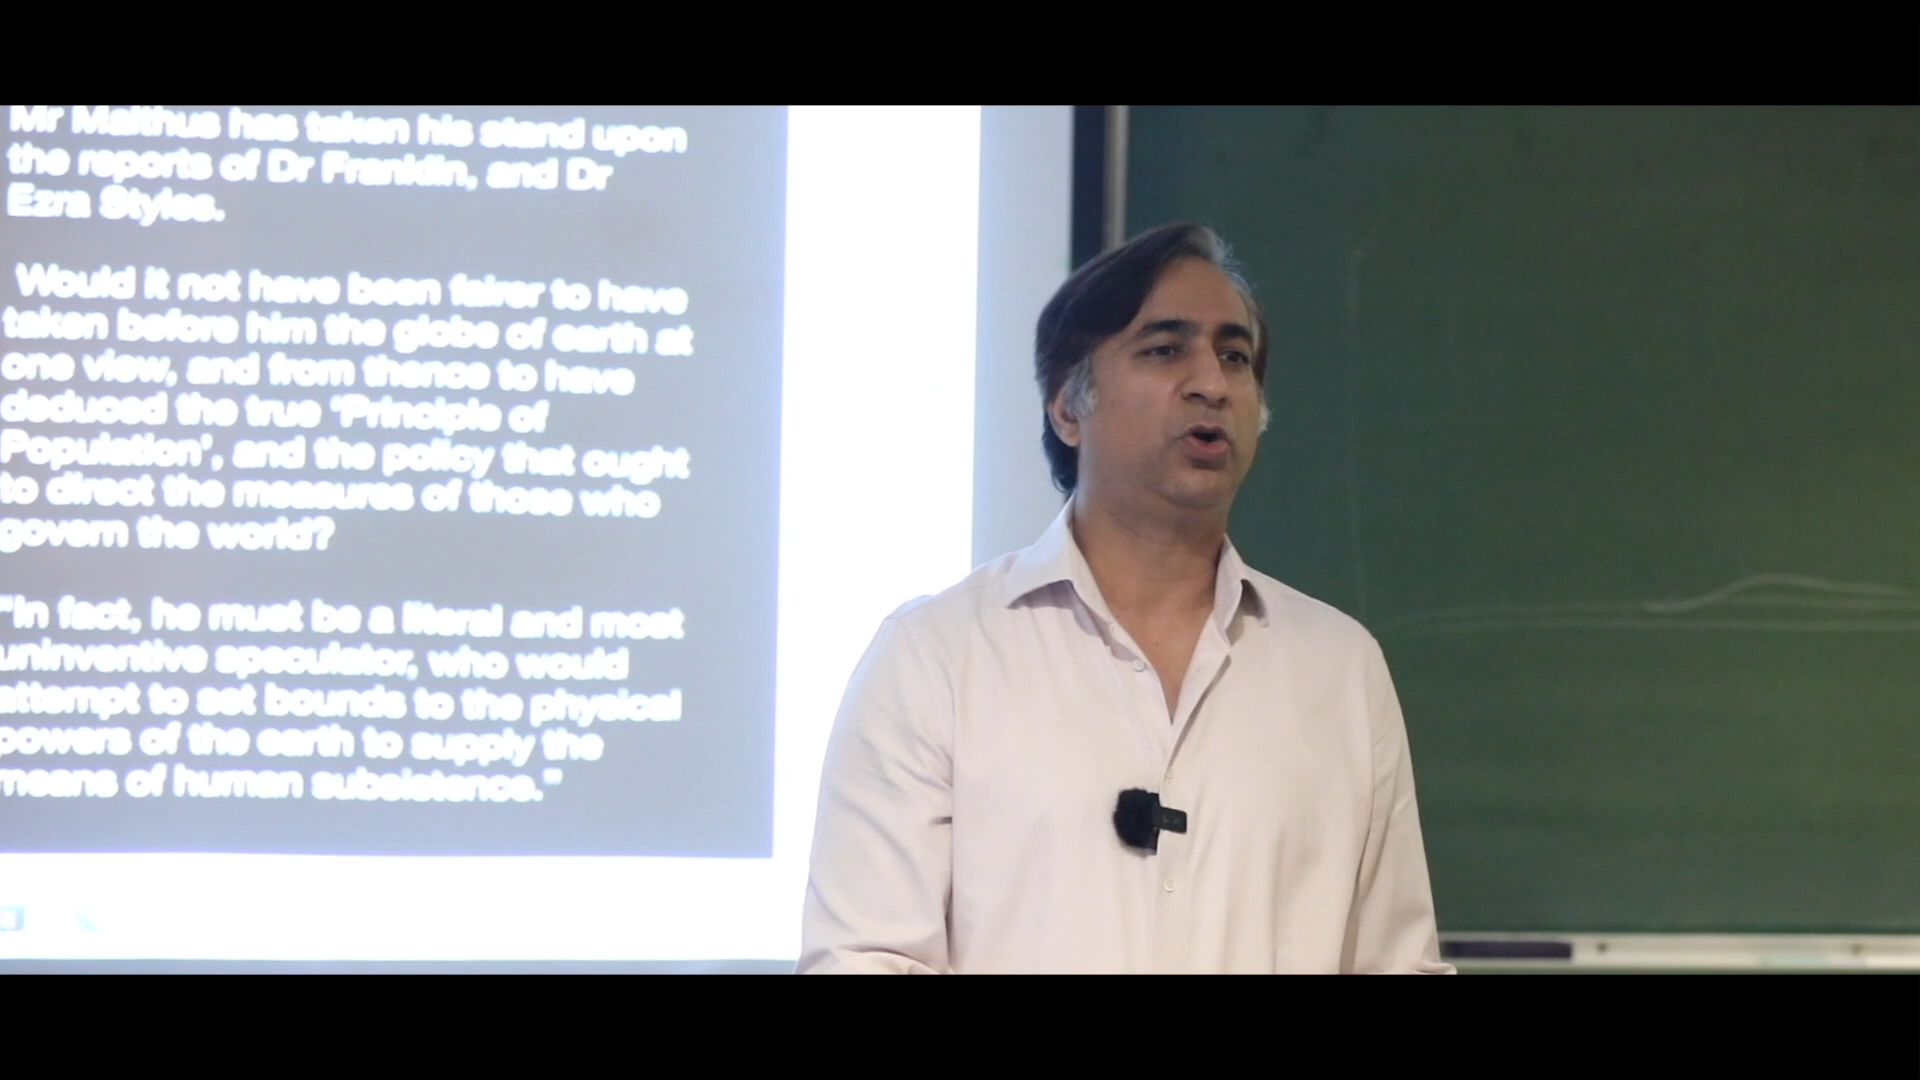 Mr Malthus has taken his stand upon
the reports of Dr Franklin, and Dr
Ezra Styles.
Would it not have been fairer to have
taken before him the globe of earth at
one view, and from thence to have
deduced the true 'Principle of
Population', and the policy that ought
to direct the measures of those who
govern the world?
"In fact, he must be a literal and most
uninventive speculator, who would
attempt to set bounds to the physical
powers of the earth to supply the
means of human subsistence."